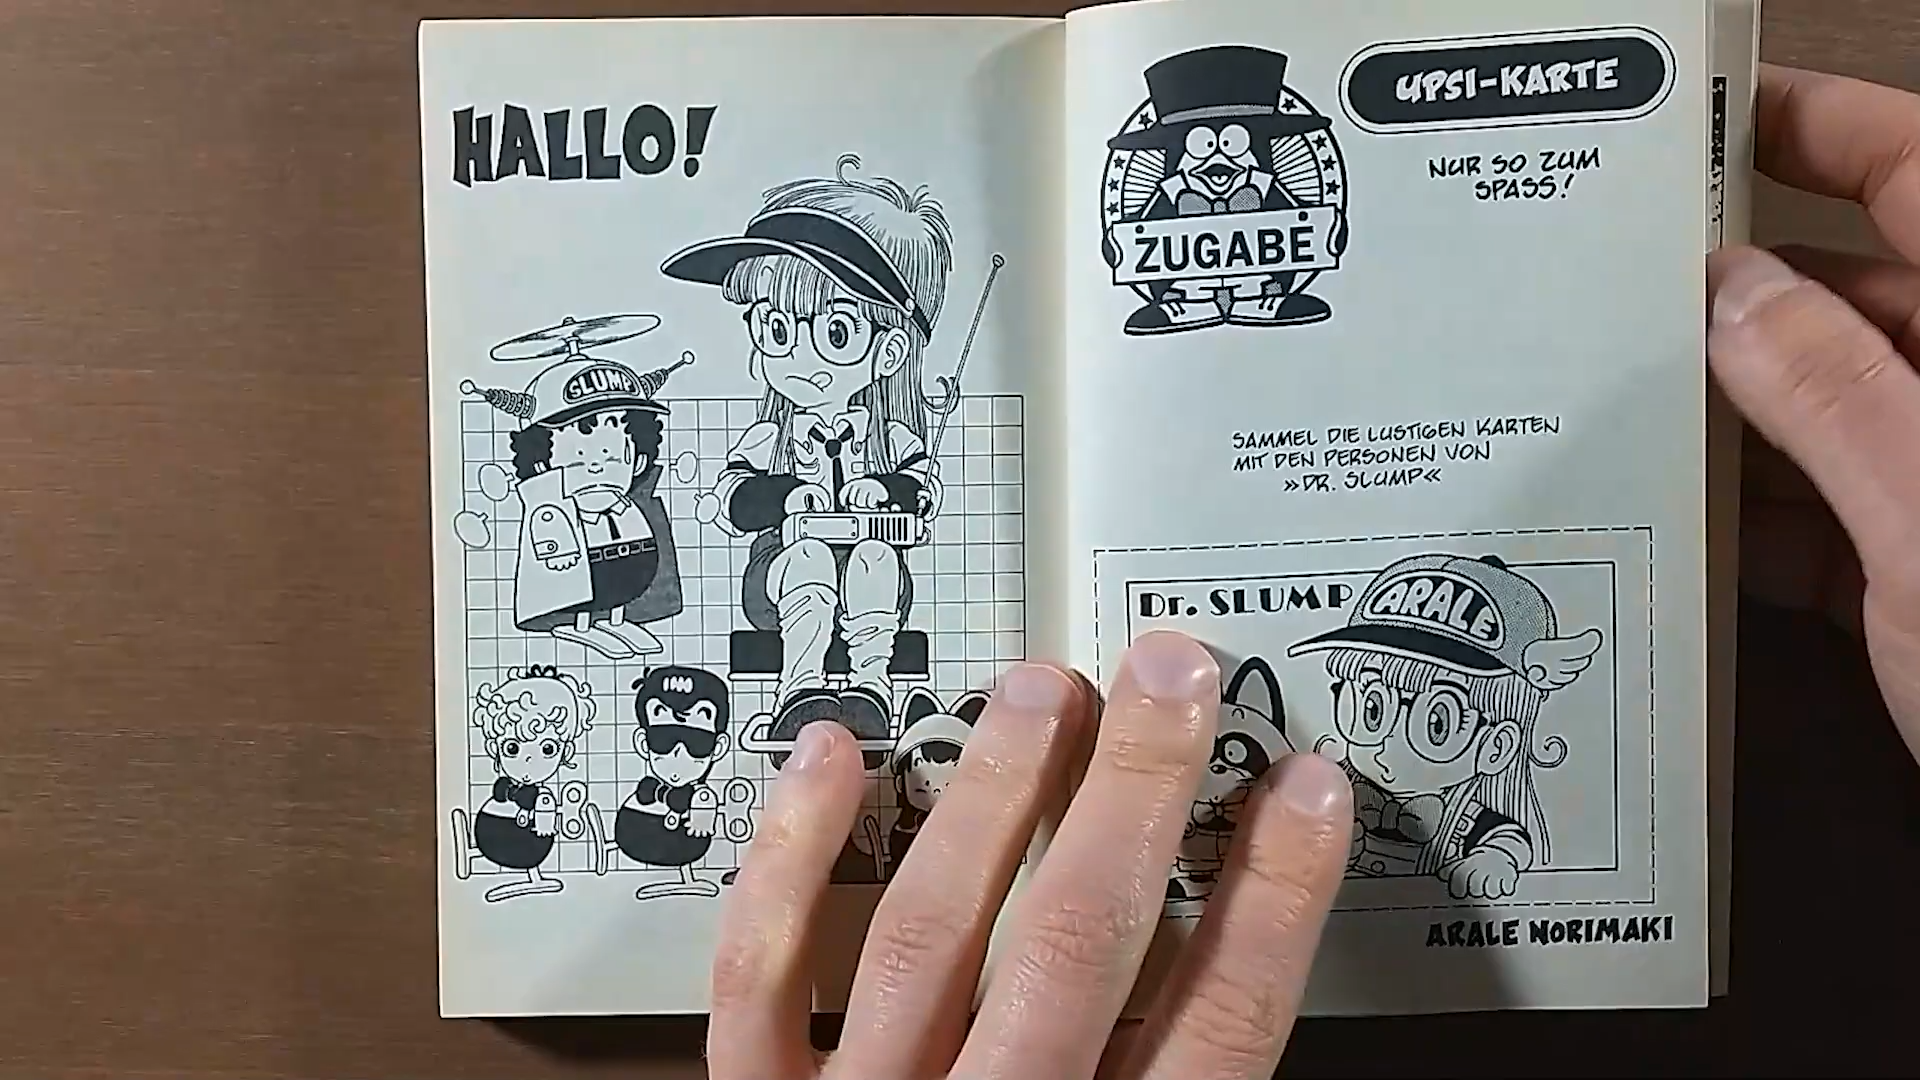 HALLO!
SLUMP
UPSI-KARTE
NUR SO ZUM
SPASS!
ZUGABE
SAMMEL DIE LUSTIGEN KARTEN
MIT DEN PERSONEN VON
»DR. SLUMP«
Dr. SLUMP
ARALE
ARALE NORIMAKI